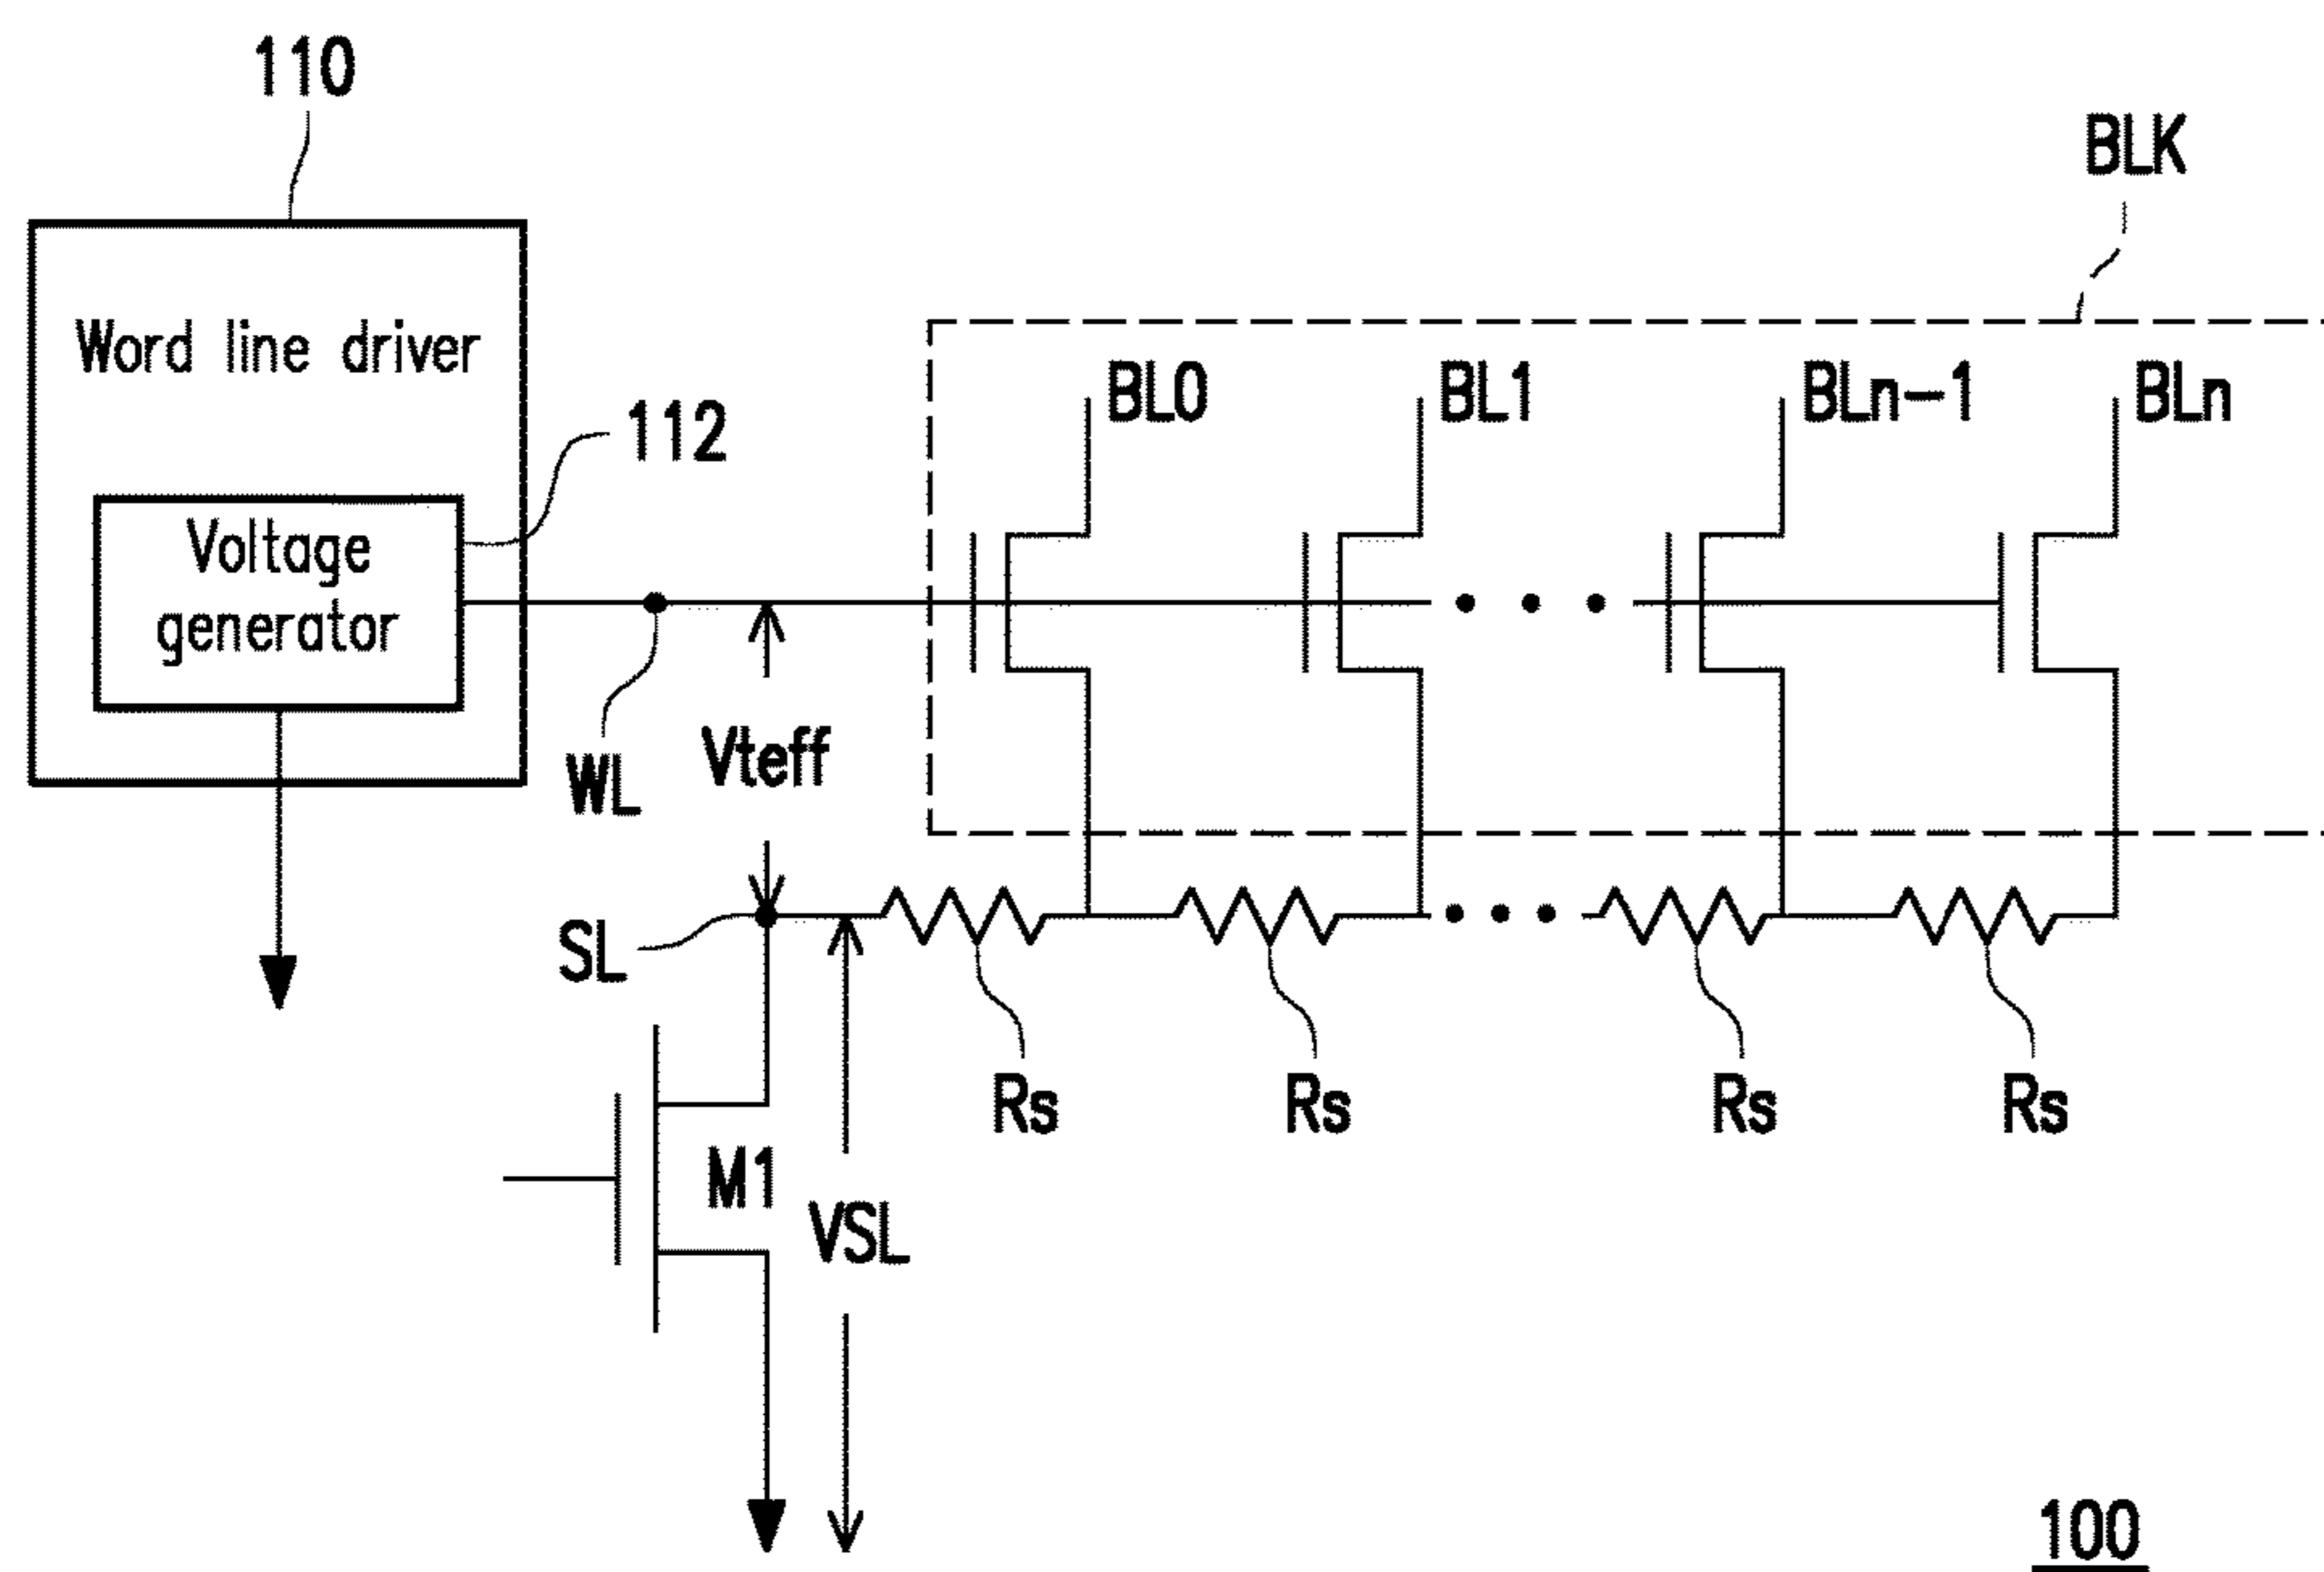 110
BLK
Word line driver
BL0
BL1
BLn-1
BLn
112
Voltage
generator
WL
Vteff
SL
Rs
Rs
Rs
Rs
M1
VSL
100